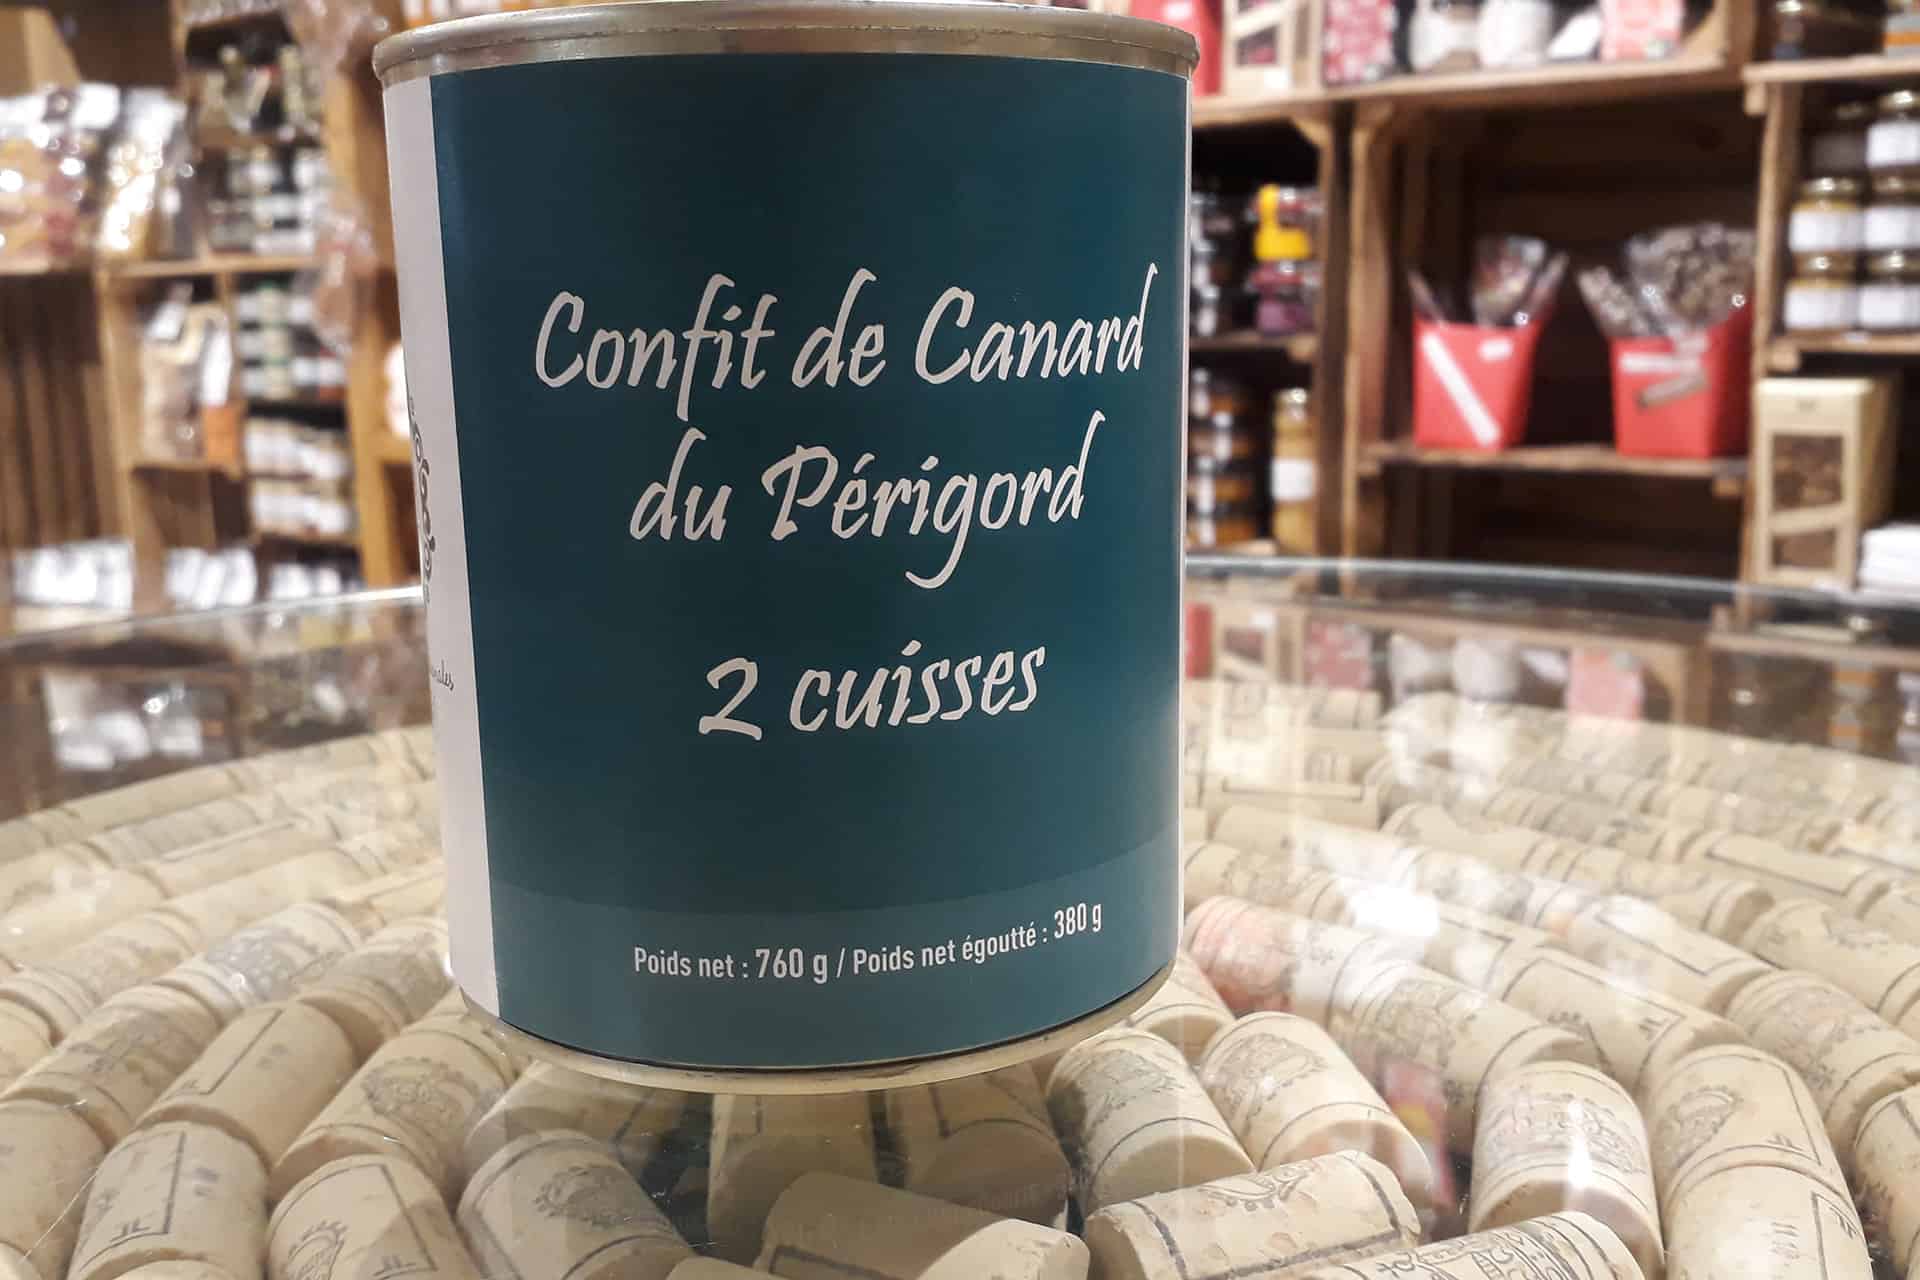 Confit de Canard
du Périgord
2 cuisses
Poids net : 760 g / Poids net égoutté : 380 g